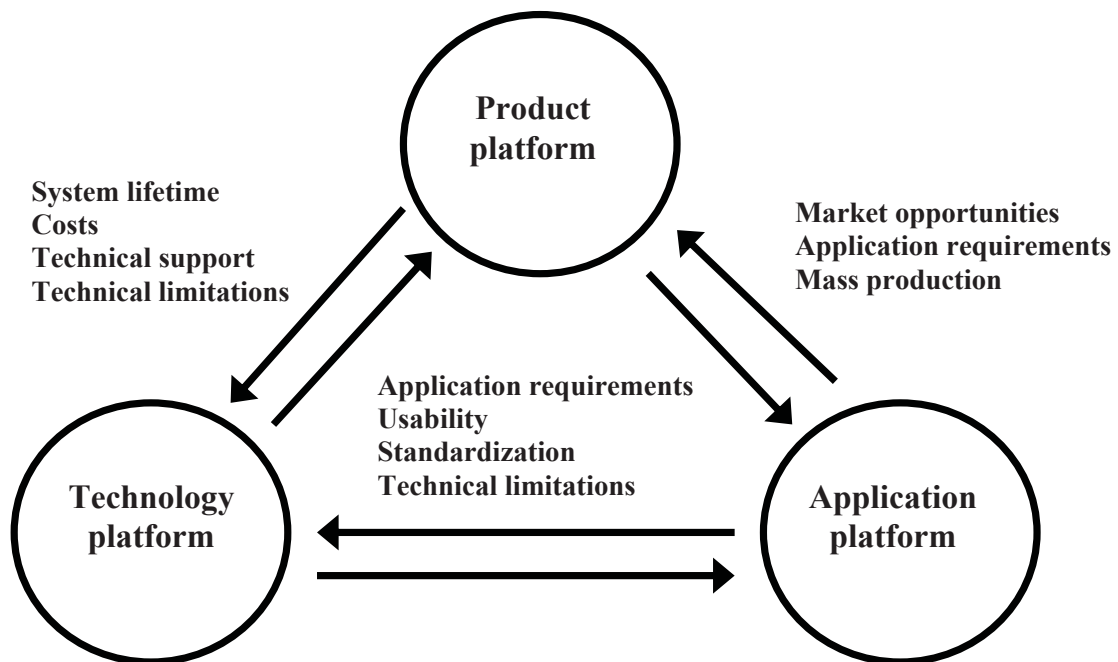 Product
platform
System lifetime
Costs
Technical support
Technical limitations
Market opportunities
Application requirements
Mass production
Application requirements
Usability
Standardization
Technical limitations
Technology
platform
Application
platform